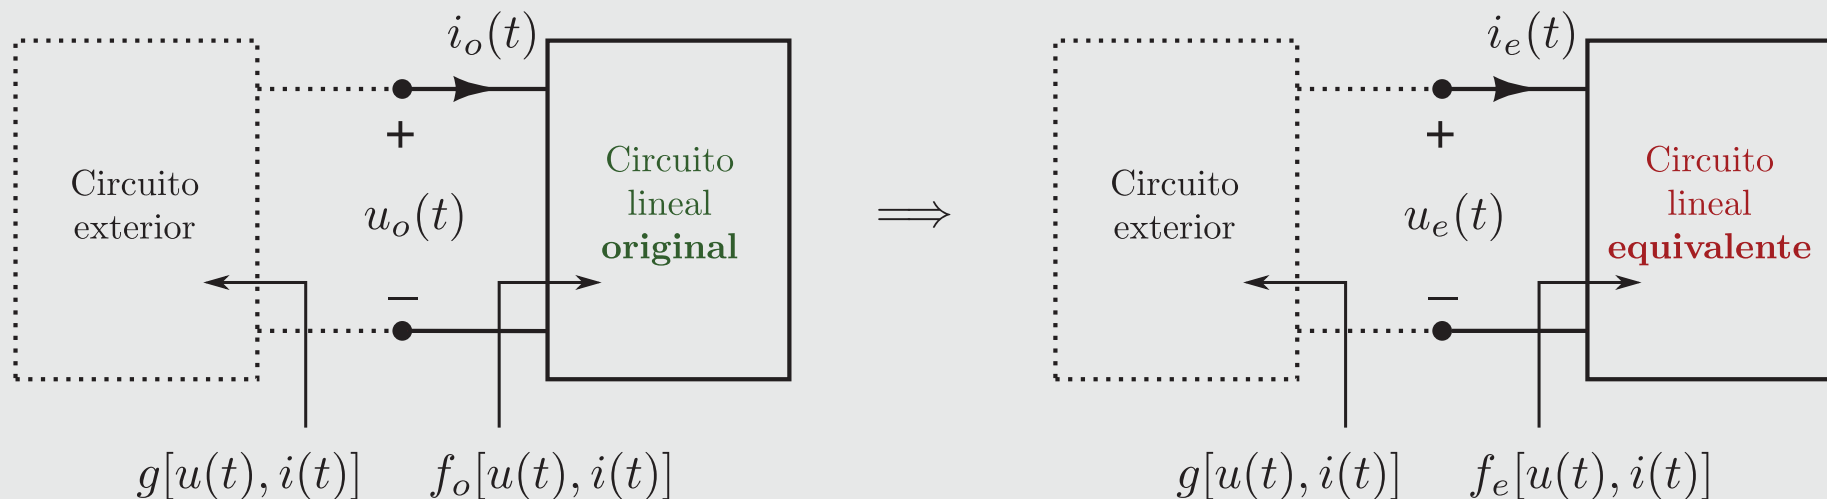 i_o(t)
+
Circuito
exterior
u_o(t)
Circuito
lineal
original
−
g[u(t), i(t)]
f_o[u(t), i(t)]
⟹
i_e(t)
+
Circuito
exterior
u_e(t)
Circuito
lineal
equivalente
−
g[u(t), i(t)]
f_e[u(t), i(t)]